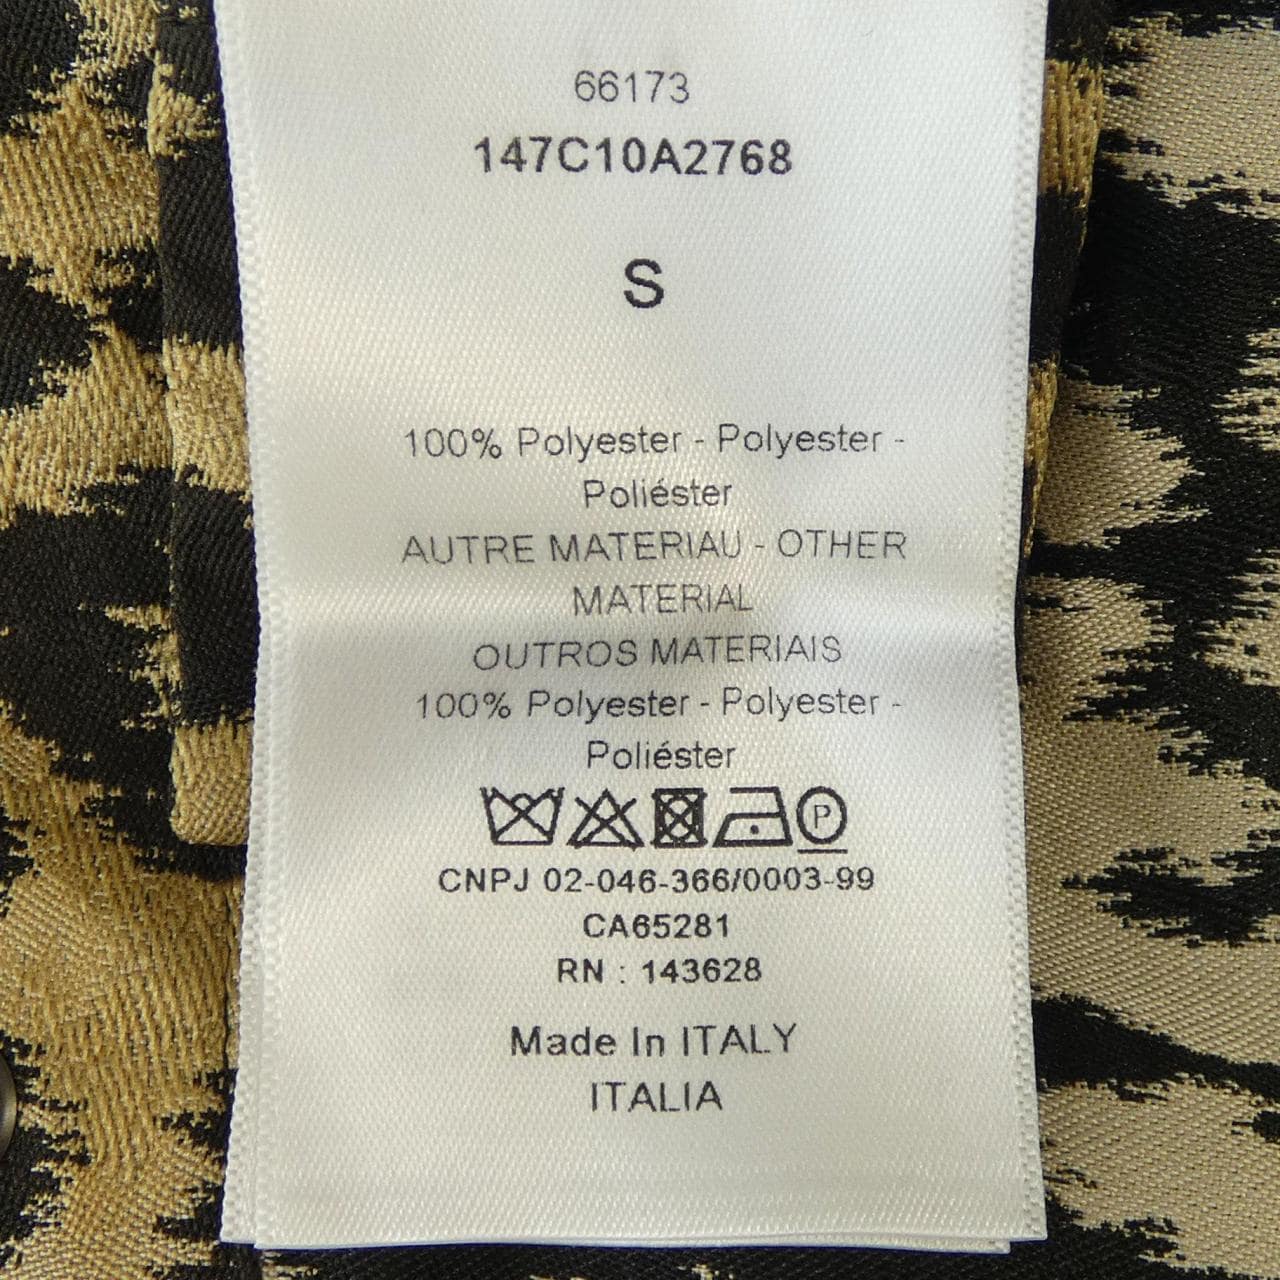 66173
147C10A2768
S
100% Polyester - Polyester -
Poliéster
AUTRE MATERIAU - OTHER
MATERIAL
OUTROS MATERIAIS
100% Polyester - Polyester -
Poliéster
P
CNPJ 02-046-366/0003-99
CA65281
RN : 143628
Made In ITALY
ITALIA